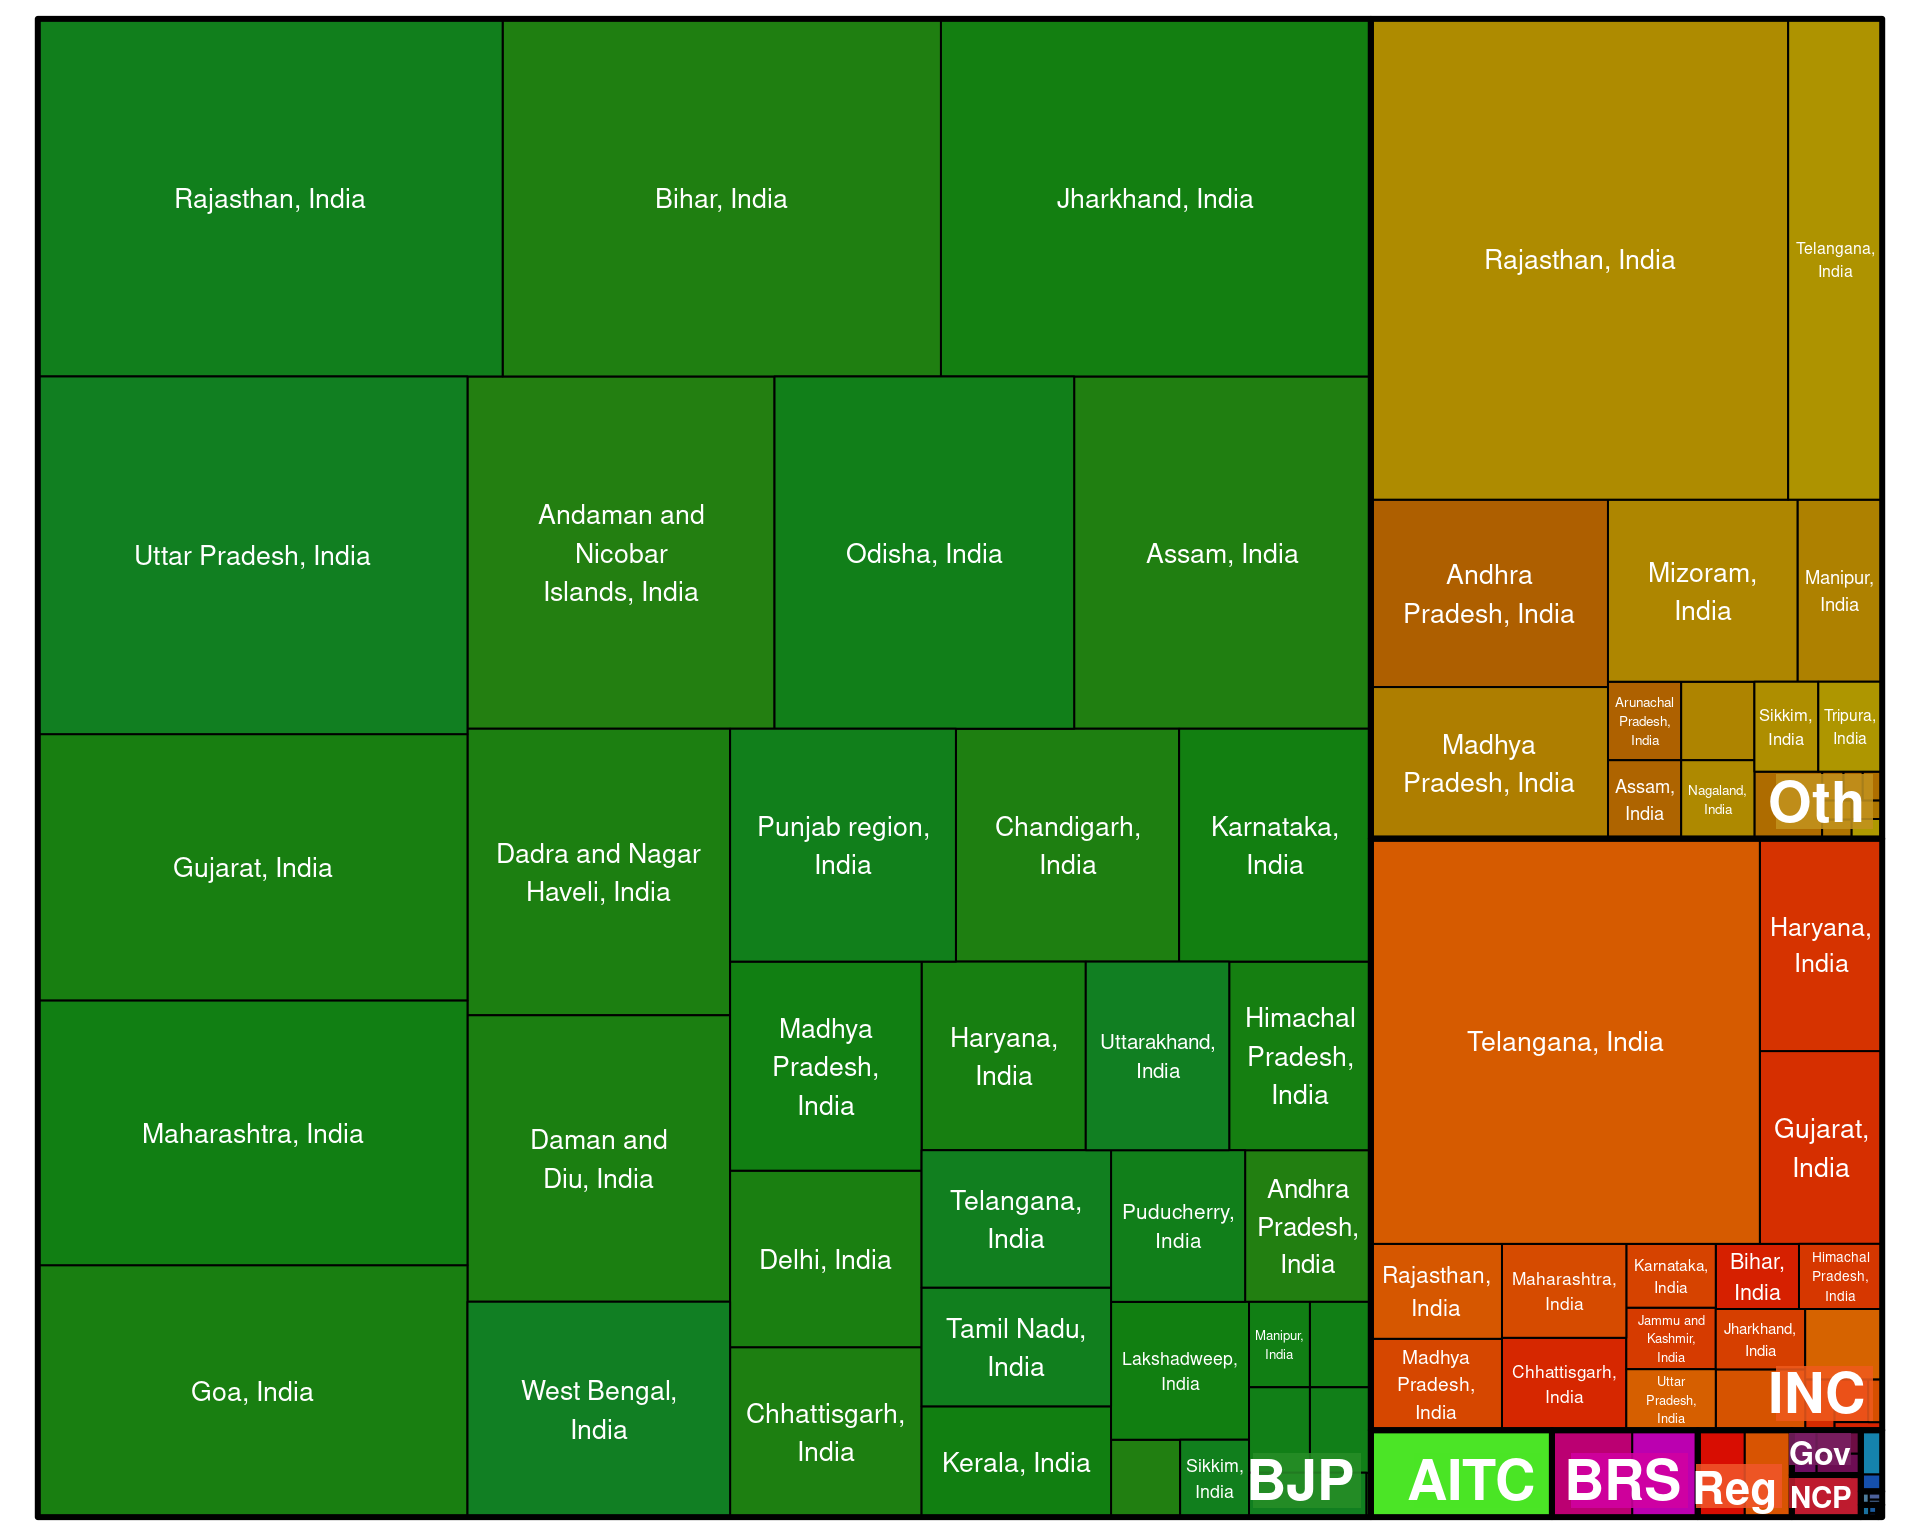 Rajasthan, India
Bihar, India
Jharkhand, India
Uttar Pradesh, India
Andaman and
Nicobar
Islands, India
Odisha, India
Assam, India
Gujarat, India
Maharashtra, India
Goa, India
Dadra and Nagar
Haveli, India
Daman and
Diu, India
West Bengal,
India
Punjab region,
India
Chandigarh,
India
Karnataka,
India
Madhya
Pradesh,
India
Haryana,
India
Uttarakhand,
India
Himachal
Pradesh,
India
Delhi, India
Chhattisgarh,
India
Telangana,
India
Tamil Nadu,
India
Kerala, India
Puducherry,
India
Andhra
Pradesh,
India
Lakshadweep,
India
Manipur,
India
Sikkim,
India
BJP
Rajasthan, India
Telangana,
India
Andhra
Pradesh, India
Mizoram,
India
Manipur,
India
Madhya
Pradesh, India
Arunachal
Pradesh,
India
Sikkim,
India
Tripura,
India
Assam,
India
Nagaland,
India
Oth
Telangana, India
Haryana,
India
Gujarat,
India
Rajasthan,
India
Maharashtra,
India
Karnataka,
India
Bihar,
India
Himachal
Pradesh,
India
Madhya
Pradesh,
India
Chhattisgarh,
India
Jammu and
Kashmir,
India
Jharkhand,
India
Uttar
Pradesh,
India
INC
AITC
BRS
Reg
Gov
NCP